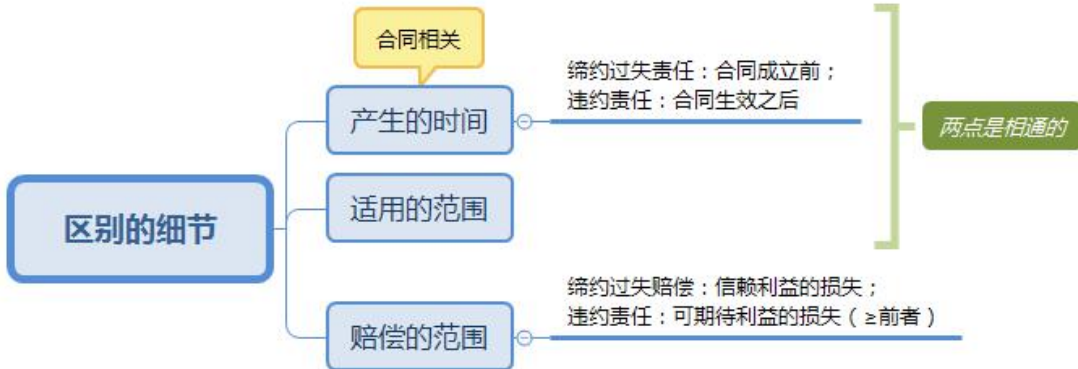 合同相关
产生的时间
缔约过失责任：合同成立前；
违约责任：合同生效之后
两点是相通的
区别的细节
适用的范围
赔偿的范围
缔约过失赔偿：信赖利益的损失；
违约责任：可期待利益的损失（≥前者）